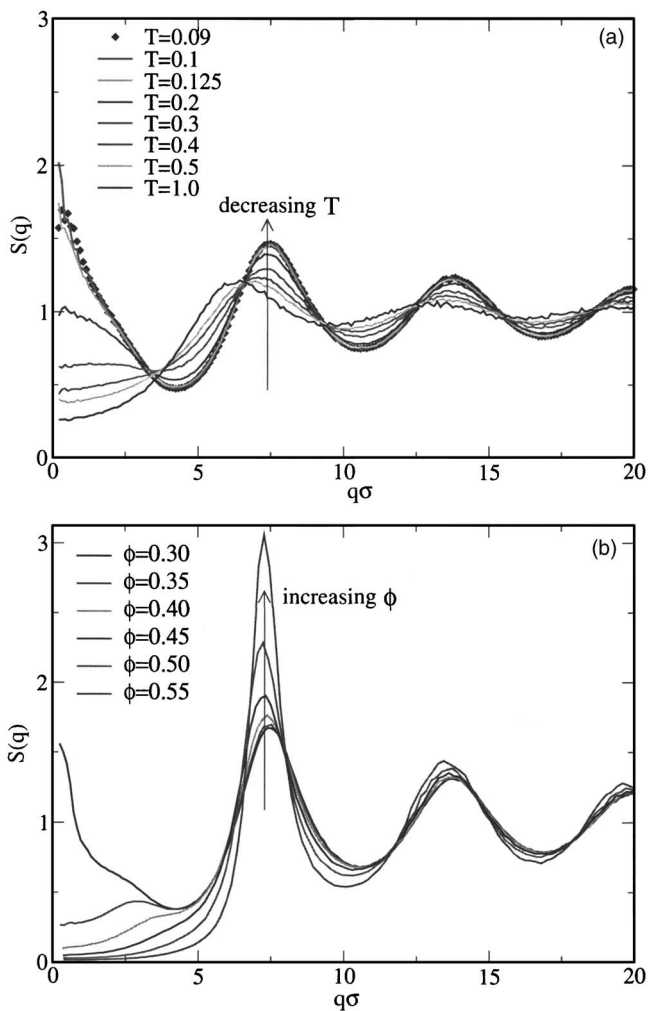 3
(a)
T=0.09
T=0.1
T=0.125
T=0.2
T=0.3
T=0.4
T=0.5
T=1.0
2
decreasing T
S(q)
1
0
0
5
10
15
20
qσ
3
(b)
ϕ=0.30
ϕ=0.35
ϕ=0.40
ϕ=0.45
ϕ=0.50
ϕ=0.55
increasing ϕ
2
S(q)
1
0
0
5
10
15
20
qσ